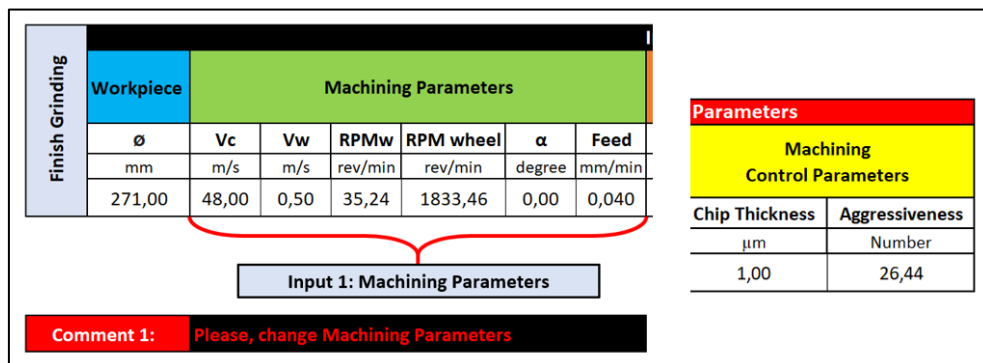 Finish Grinding
Workpiece Machining Parameters
Ø Vc Vw RPMw RPM wheel α Feed
mm m/s m/s rev/min rev/min degree mm/min
271,00 48,00 0,50 35,24 1833,46 0,00 0,040
Input 1: Machining Parameters
Comment 1: Please, change Machining Parameters
Parameters
Machining
Control Parameters
Chip Thickness Aggressiveness
µm Number
1,00 26,44